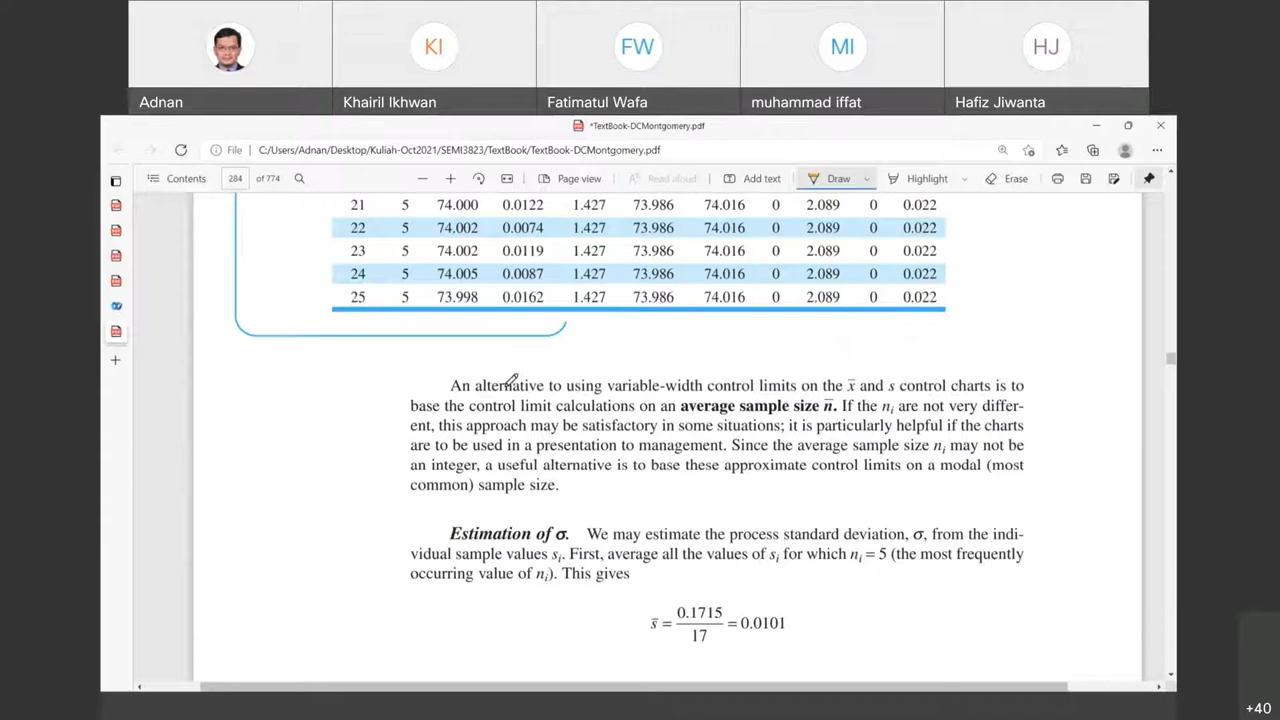 KI
FW
MI
HJ
Adnan
Khairil Ikhwan
Fatimatul Wafa
muhammad iffat
Hafiz Jiwanta
*TextBook-DCMontgomery.pdf
File C:/Users/Adnan/Desktop/Kuliah-Oct2021/SEMI3823/TextBook/TextBook-DCMontgomery.pdf
Contents 284 of 774 Page view Read aloud Add text Draw Highlight Erase
21 5 74.000 0.0122 1.427 73.986 74.016 0 2.089 0 0.022
22 5 74.002 0.0074 1.427 73.986 74.016 0 2.089 0 0.022
23 5 74.002 0.0119 1.427 73.986 74.016 0 2.089 0 0.022
24 5 74.005 0.0087 1.427 73.986 74.016 0 2.089 0 0.022
25 5 73.998 0.0162 1.427 73.986 74.016 0 2.089 0 0.022
An alternative to using variable-width control limits on the x̄ and s control charts is to
base the control limit calculations on an average sample size n̄. If the nᵢ are not very differ-
ent, this approach may be satisfactory in some situations; it is particularly helpful if the charts
are to be used in a presentation to management. Since the average sample size nᵢ may not be
an integer, a useful alternative is to base these approximate control limits on a modal (most
common) sample size.
Estimation of σ. We may estimate the process standard deviation, σ, from the indi-
vidual sample values sᵢ. First, average all the values of sᵢ for which nᵢ = 5 (the most frequently
occurring value of nᵢ). This gives
s̄ = 0.1715 / 17 = 0.0101
+40